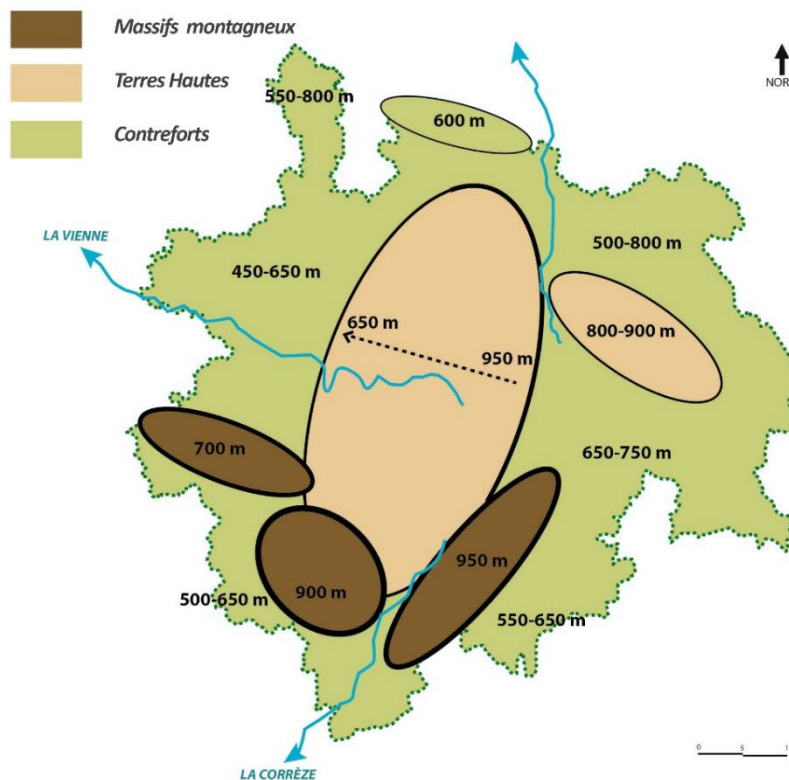 Massifs montagneux
Terres Hautes
Contreforts
NOR
550-800 m
600 m
LA VIENNE
500-800 m
450-650 m
650 m
800-900 m
950 m
700 m
650-750 m
950 m
900 m
500-650 m
550-650 m
LA CORRÈZE
0 5